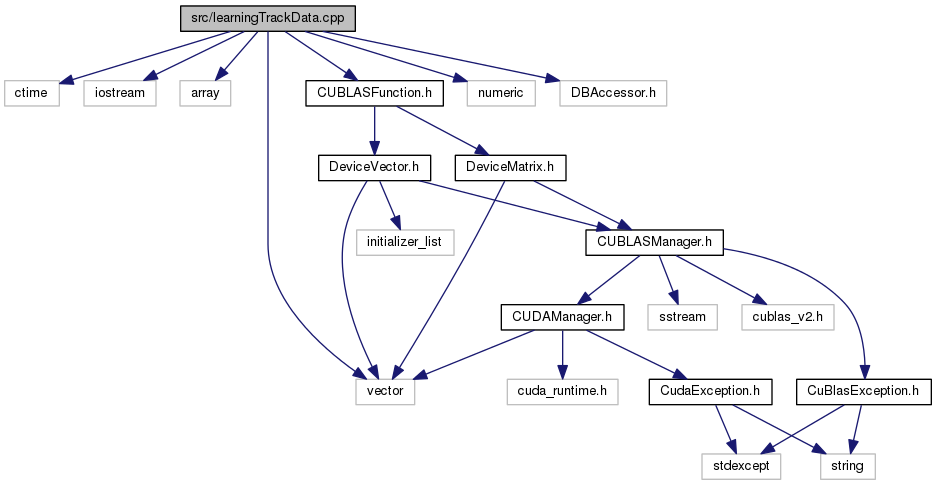 src/learningTrackData.cpp
ctime
iostream
array
CUBLASFunction.h
numeric
DBAccessor.h
DeviceVector.h
DeviceMatrix.h
initializer_list
CUBLASManager.h
CUDAManager.h
sstream
cublas_v2.h
vector
cuda_runtime.h
CudaException.h
CuBlasException.h
stdexcept
string